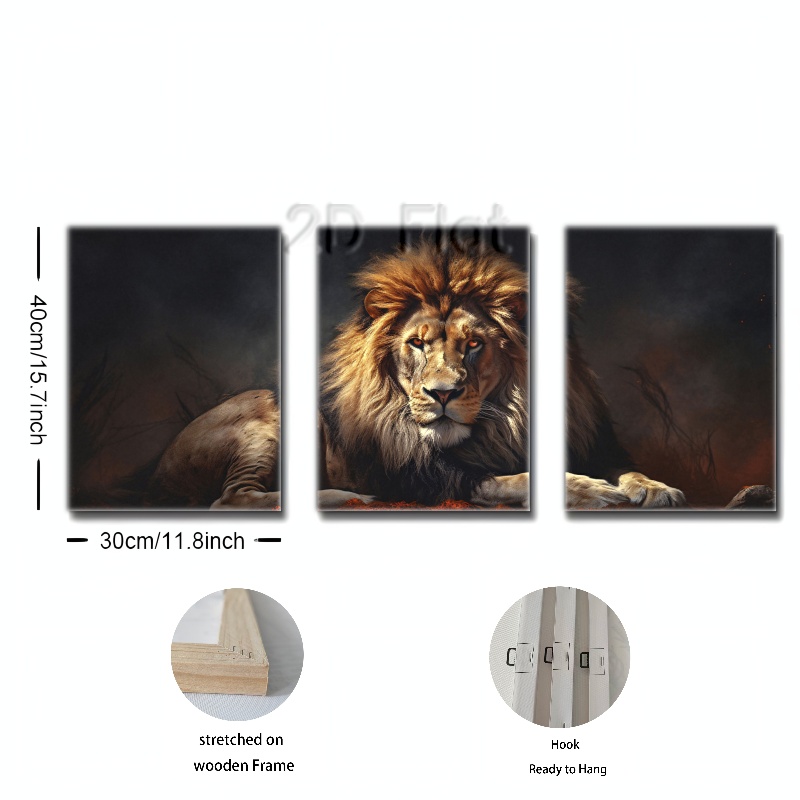 2D Flat
40cm/15.7inch
30cm/11.8inch
stretched on
wooden Frame
Hook
Ready to Hang